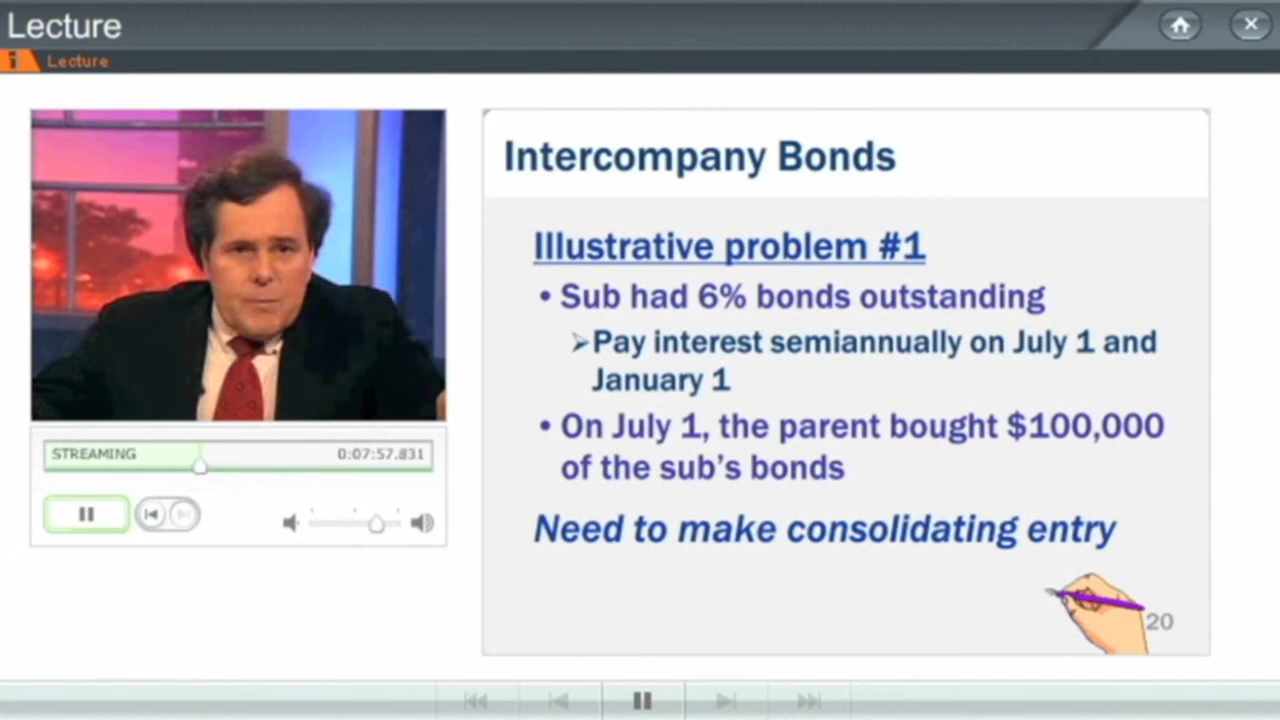 Lecture
Lecture
Intercompany Bonds
Illustrative problem #1
• Sub had 6% bonds outstanding
➢Pay interest semiannually on July 1 and
January 1
• On July 1, the parent bought $100,000
of the sub's bonds
Need to make consolidating entry
20
STREAMING 0:07:57.831